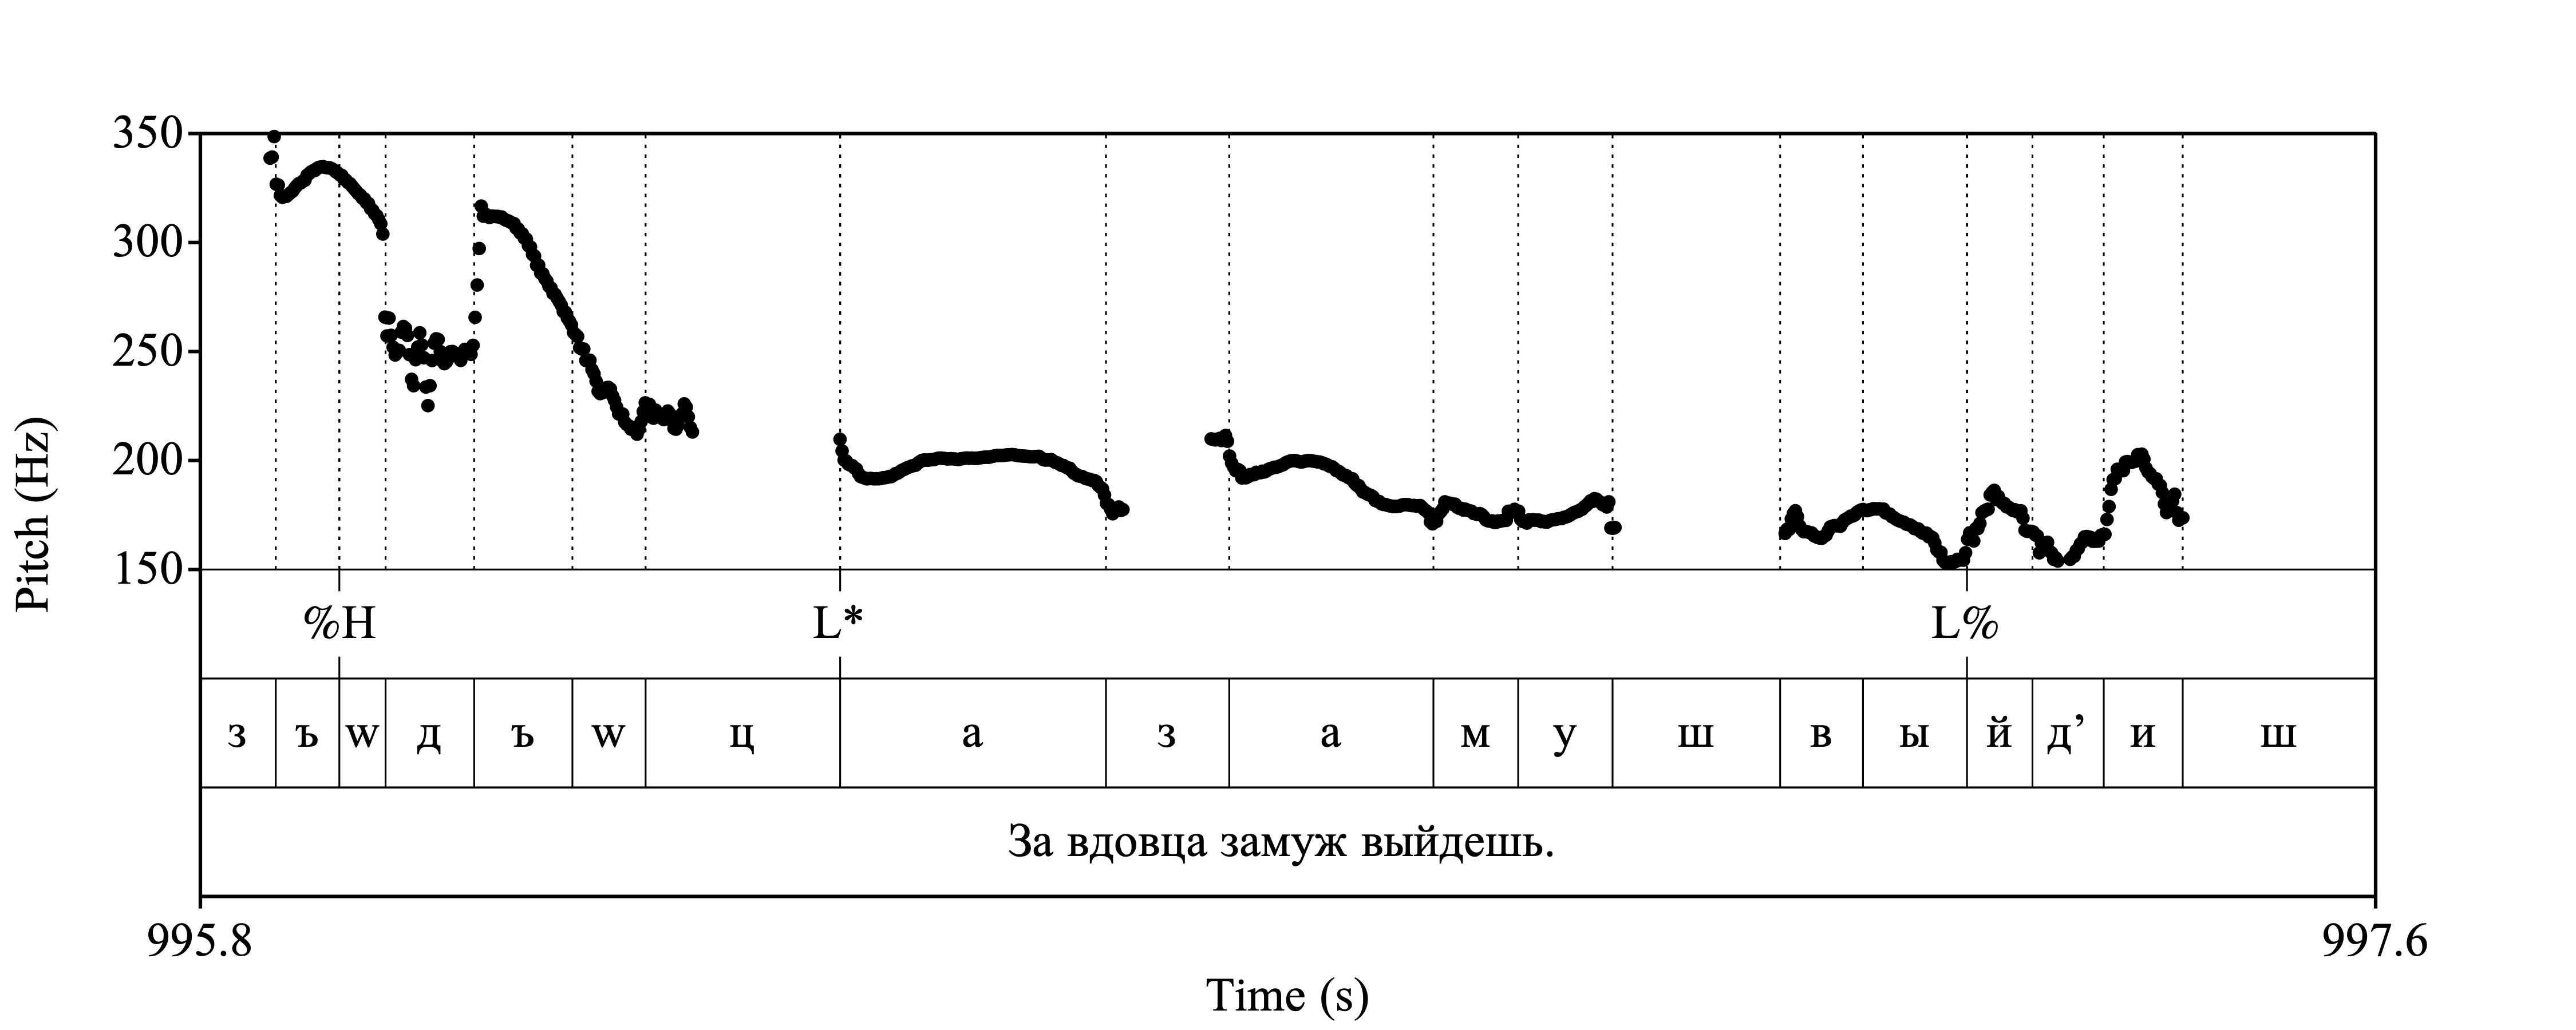 350
300
250
200
150
Pitch (Hz)
%H L* L%
з ъ w д ъ w ц а з а м у ш в ы й д’ и ш
За вдовца замуж выйдешь.
995.8 997.6
Time (s)